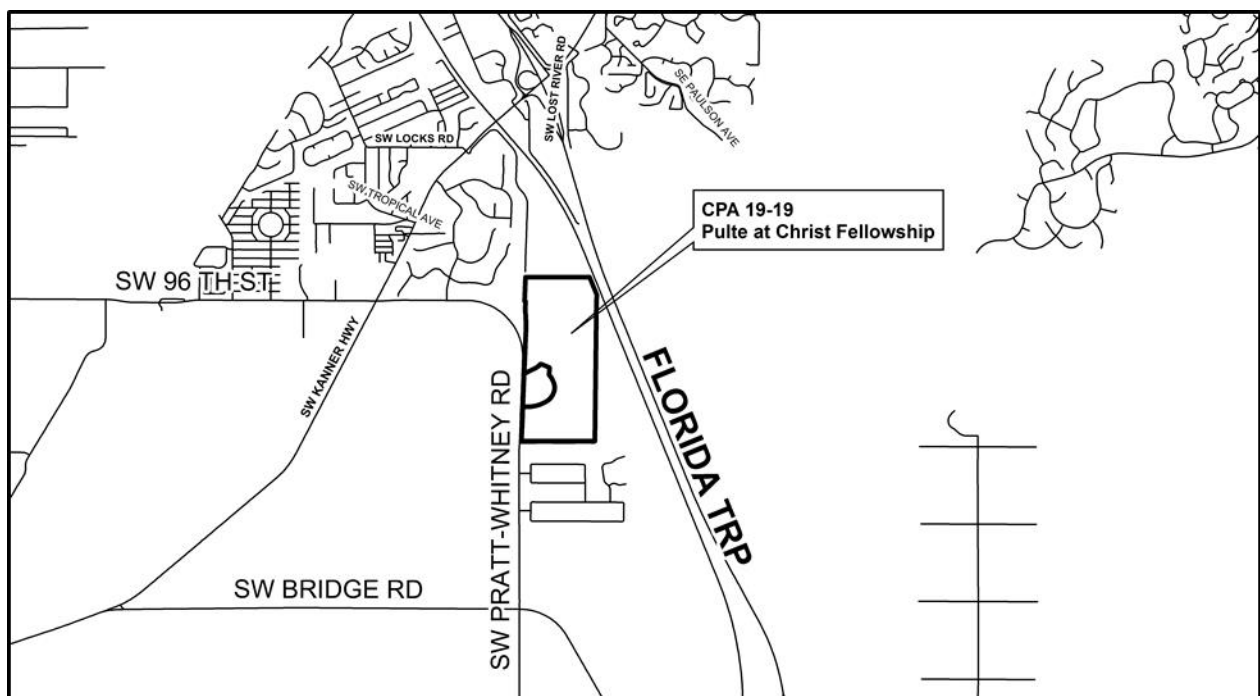 SW LOST RIVER RD
SE PAULSON AVE
SW LOCKS RD
SW TROPICAL AVE
CPA 19-19
Pulte at Christ Fellowship
SW 96 TH ST
SW KANNER HWY
FLORIDA TRP
SW PRATT-WHITNEY RD
SW BRIDGE RD